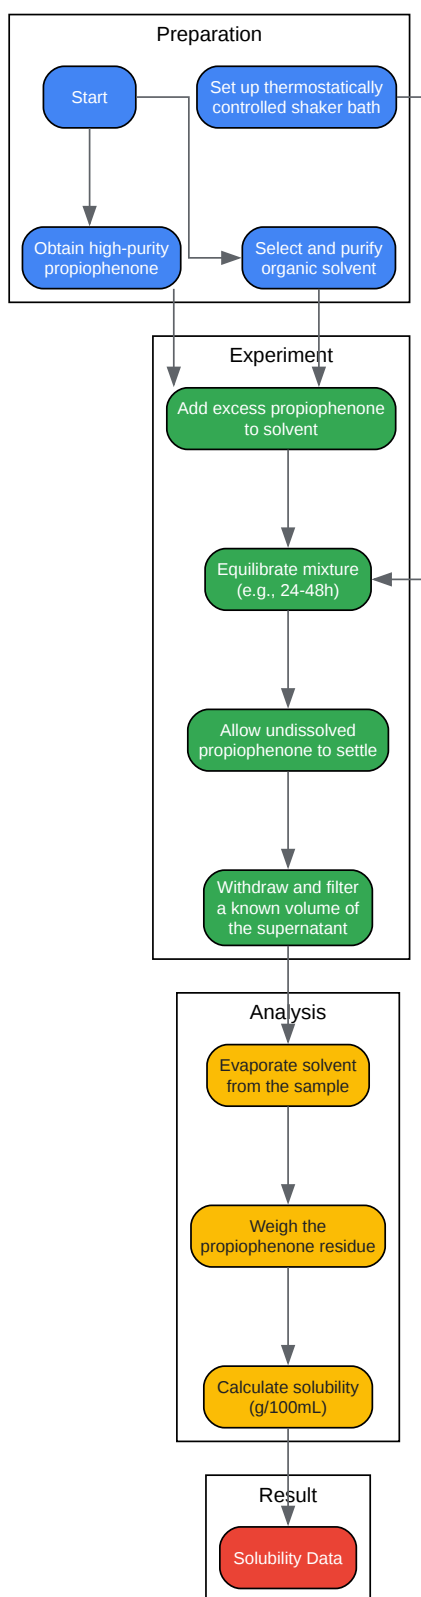 Preparation
Start
Set up thermostatically
controlled shaker bath
Obtain high-purity
propiophenone
Select and purify
organic solvent
Experiment
Add excess propiophenone
to solvent
Equilibrate mixture
(e.g., 24-48h)
Allow undissolved
propiophenone to settle
Withdraw and filter
a known volume of
the supernatant
Analysis
Evaporate solvent
from the sample
Weigh the
propiophenone residue
Calculate solubility
(g/100mL)
Result
Solubility Data